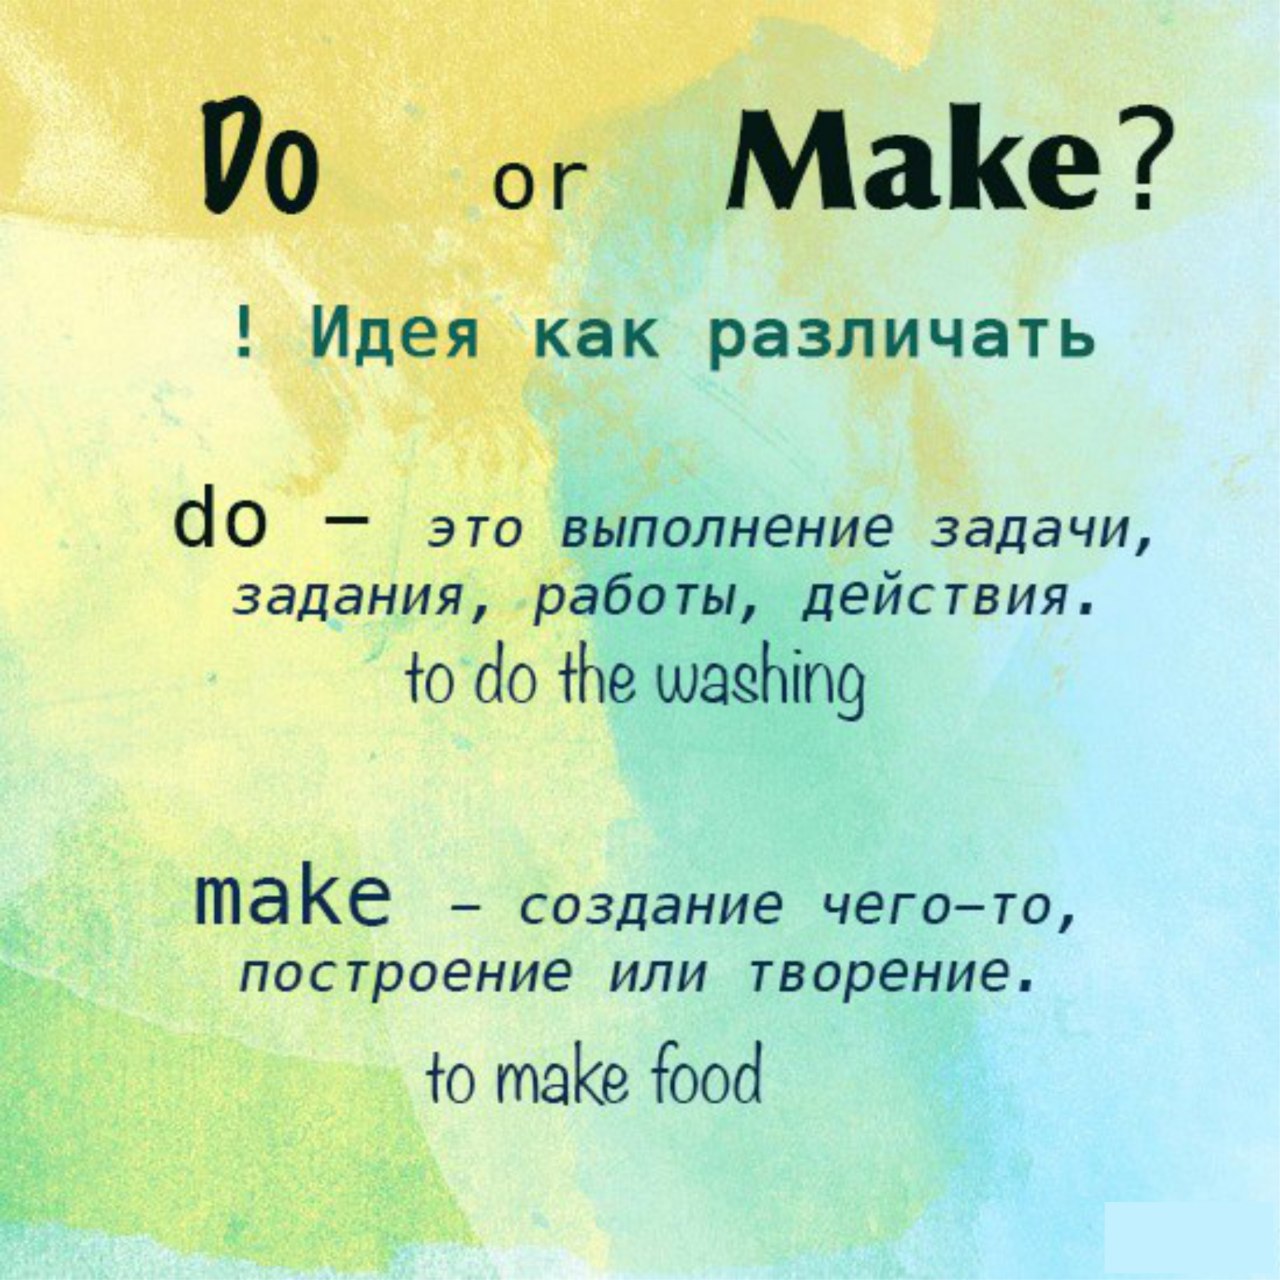 Do or Make?
! Идея как различать
do – это выполнение задачи,
задания, работы, действия.
to do the washing
make – создание чего-то,
построение или творение.
to make food